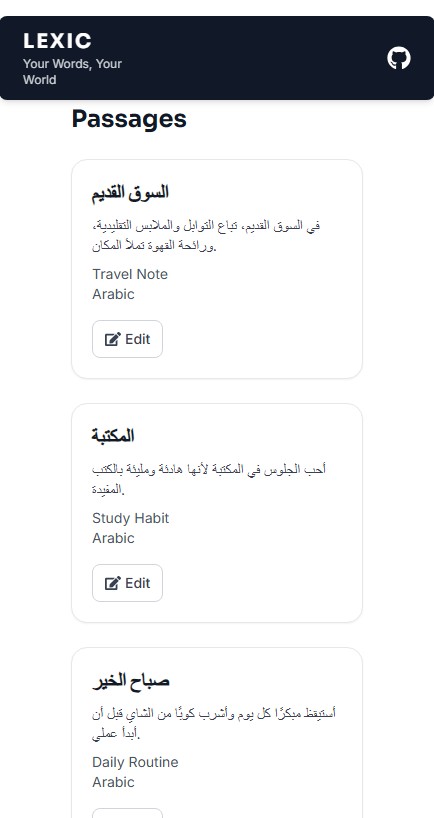 LEXIC
Your Words, Your
World
Passages
السوق القديم
في السوق القديم، تباع التوابل والملابس التقليدية،
ورائحة القهوة تملأ المكان.
Travel Note
Arabic
Edit
المكتبة
أحب الجلوس في المكتبة لأنها هادئة ومليئة بالكتب
المفيدة.
Study Habit
Arabic
Edit
صباح الخير
أستيقظ مبكرًا كل يوم وأشرب كوبًا من الشاي قبل أن
أبدأ عملي.
Daily Routine
Arabic